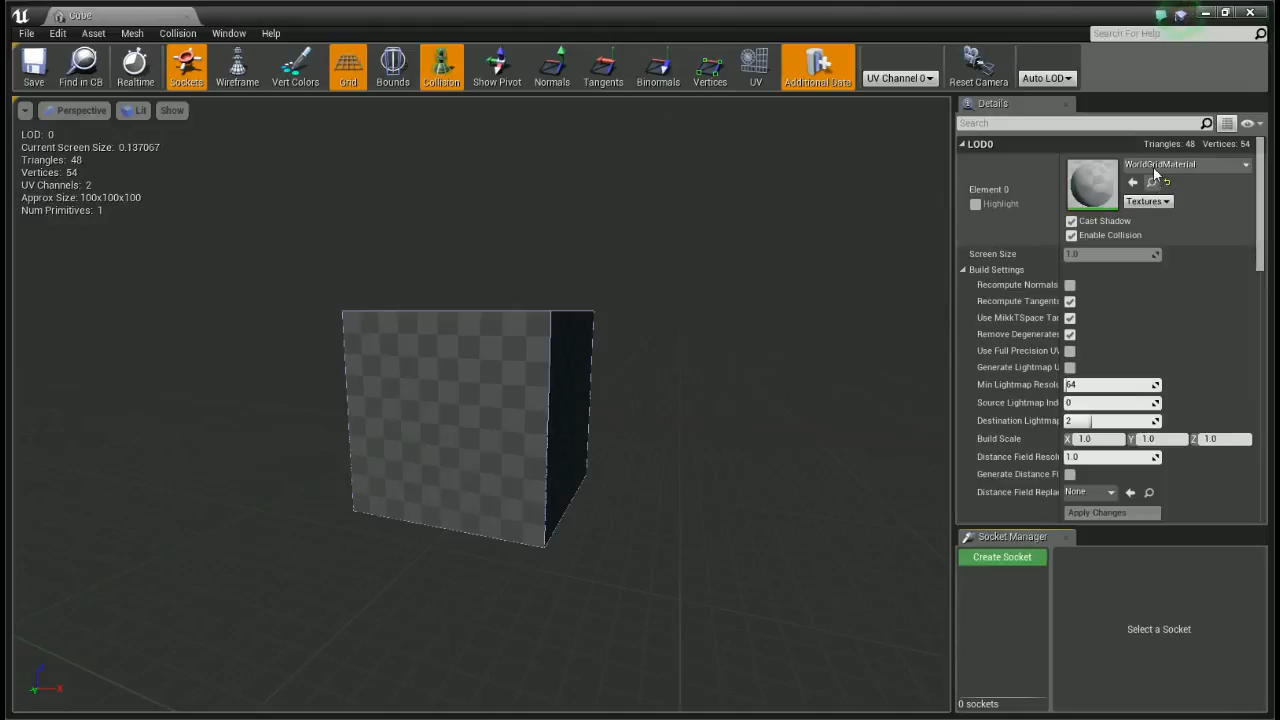 Cube
File Edit Asset Mesh Collision Window Help
Search For Help
Save Find in CB Realtime Sockets Wireframe Vert Colors Grid Bounds Collision Show Pivot Normals Tangents Binormals Vertices UV Additional Data UV Channel 0 Reset Camera Auto LOD
Perspective Lit Show
LOD: 0
Current Screen Size: 0.137067
Triangles: 48
Vertices: 54
UV Channels: 2
Approx Size: 100x100x100
Num Primitives: 1
Details
Search
LOD0 Triangles: 48 Vertices: 54
Element 0
Highlight
WorldGridMaterial
Textures
Cast Shadow
Enable Collision
Screen Size 1.0
Build Settings
Recompute Normals
Recompute Tangents
Use MikkTSpace Tar
Remove Degenerates
Use Full Precision UV
Generate Lightmap U
Min Lightmap Resolu 64
Source Lightmap Ind 0
Destination Lightmap 2
Build Scale X 1.0 Y 1.0 Z 1.0
Distance Field Resol 1.0
Generate Distance Fi
Distance Field Repla None
Apply Changes
Socket Manager
Create Socket
Select a Socket
0 sockets
X